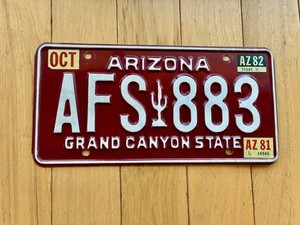 OCT
AZ 82
ARIZONA
AFS 883
GRAND CANYON STATE
AZ 81